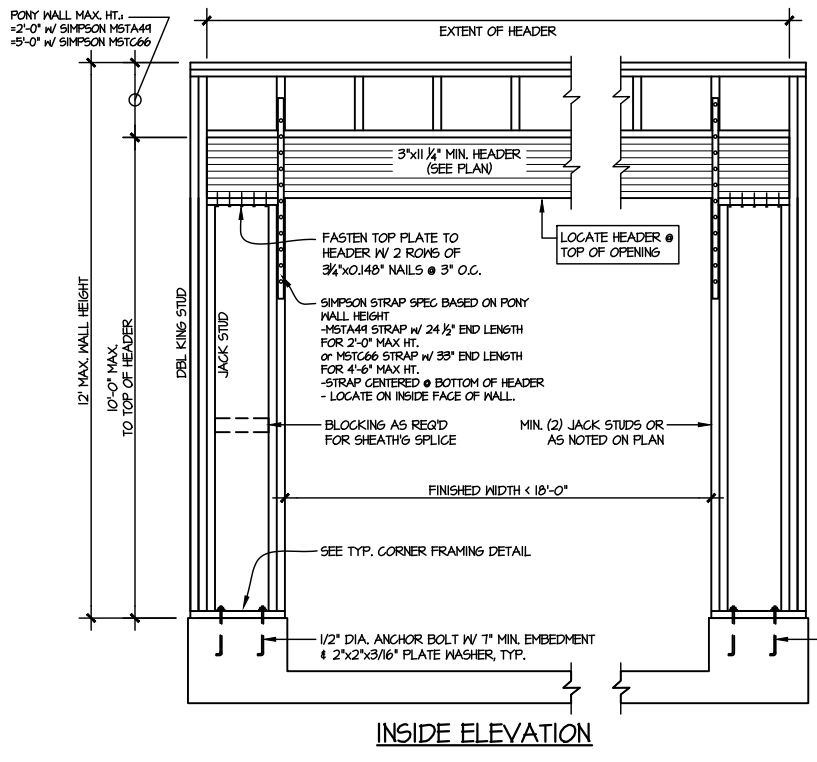 PONY WALL MAX. HT.:
=2'-0" W/ SIMPSON MSTA49
=5'-0" W/ SIMPSON MSTC66
EXTENT OF HEADER
3"x11 1/4" MIN. HEADER
(SEE PLAN)
FASTEN TOP PLATE TO
HEADER W/ 2 ROWS OF
3 1/4"x0.148" NAILS @ 3" O.C.
LOCATE HEADER @
TOP OF OPENING
SIMPSON STRAP SPEC BASED ON PONY
WALL HEIGHT
-MSTA49 STRAP W/ 24 1/2" END LENGTH
FOR 2'-0" MAX HT.
or MSTC66 STRAP W/ 33" END LENGTH
FOR 4'-6" MAX HT.
-STRAP CENTERED @ BOTTOM OF HEADER
- LOCATE ON INSIDE FACE OF WALL.
12' MAX. WALL HEIGHT
10'-0" MAX.
TO TOP OF HEADER
DBL KING STUD
JACK STUD
BLOCKING AS REQ'D
FOR SHEATH'G SPLICE
MIN. (2) JACK STUDS OR
AS NOTED ON PLAN
FINISHED WIDTH < 18'-0"
SEE TYP. CORNER FRAMING DETAIL
1/2" DIA. ANCHOR BOLT W/ 7" MIN. EMBEDMENT
& 2"x2"x3/16" PLATE WASHER, TYP.
INSIDE ELEVATION